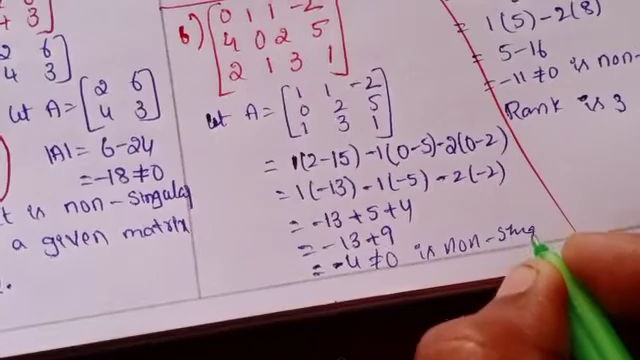 + 3]
2 6
4 3]
let A = [2 6
4 3]
|A| = 6-24
= -18≠0
t is non-singular
a given matrix
b) [0 1 1 -2
4 0 2 5
2 1 3 1]
let A = [1 1 -2
0 2 5
1 3 1]
= 1(2-15)-1(0-5)-2(0-2)
= 1(-13)-1(-5)-2(-2)
= -13+5+4
= -13+9
= -4≠0 is non-sing
= 1(5)-2(8)
= 5-16
= -11≠0 is non-
Rank is 3